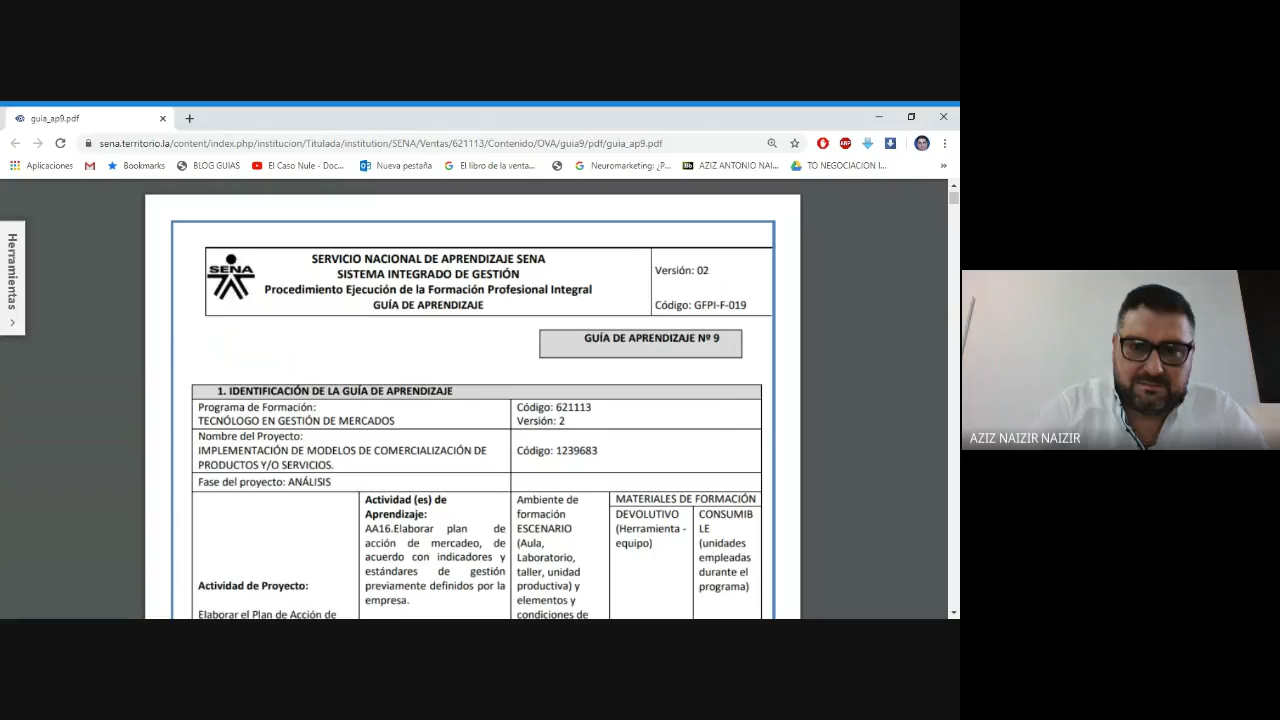 guia_ap9.pdf
sena.territorio.la/content/index.php/institucion/Titulada/institution/SENA/Ventas/621113/Contenido/OVA/guia9/pdf/guia_ap9.pdf
Aplicaciones Bookmarks BLOG GUIAS El Caso Nule - Doc... Nueva pestaña El libro de la venta... Neuromarketing: ¿P... AZIZ ANTONIO NAI... TO NEGOCIACION I... »
Herramientas
SENA
SERVICIO NACIONAL DE APRENDIZAJE SENA
SISTEMA INTEGRADO DE GESTIÓN
Procedimiento Ejecución de la Formación Profesional Integral
GUÍA DE APRENDIZAJE
Versión: 02
Código: GFPI-F-019
GUÍA DE APRENDIZAJE Nº 9
1. IDENTIFICACIÓN DE LA GUÍA DE APRENDIZAJE
Programa de Formación:
TECNÓLOGO EN GESTIÓN DE MERCADOS
Código: 621113
Versión: 2
Nombre del Proyecto:
IMPLEMENTACIÓN DE MODELOS DE COMERCIALIZACIÓN DE
PRODUCTOS Y/O SERVICIOS.
Código: 1239683
Fase del proyecto: ANÁLISIS
Actividad de Proyecto:
Elaborar el Plan de Acción de
Actividad (es) de
Aprendizaje:
AA16.Elaborar plan de
acción de mercadeo, de
acuerdo con indicadores y
estándares de gestión
previamente definidos por la
empresa.
Ambiente de
formación
ESCENARIO
(Aula,
Laboratorio,
taller, unidad
productiva) y
elementos y
condiciones de
MATERIALES DE FORMACIÓN
DEVOLUTIVO
(Herramienta -
equipo)
CONSUMIB
LE
(unidades
empleadas
durante el
programa)
AZIZ NAIZIR NAIZIR